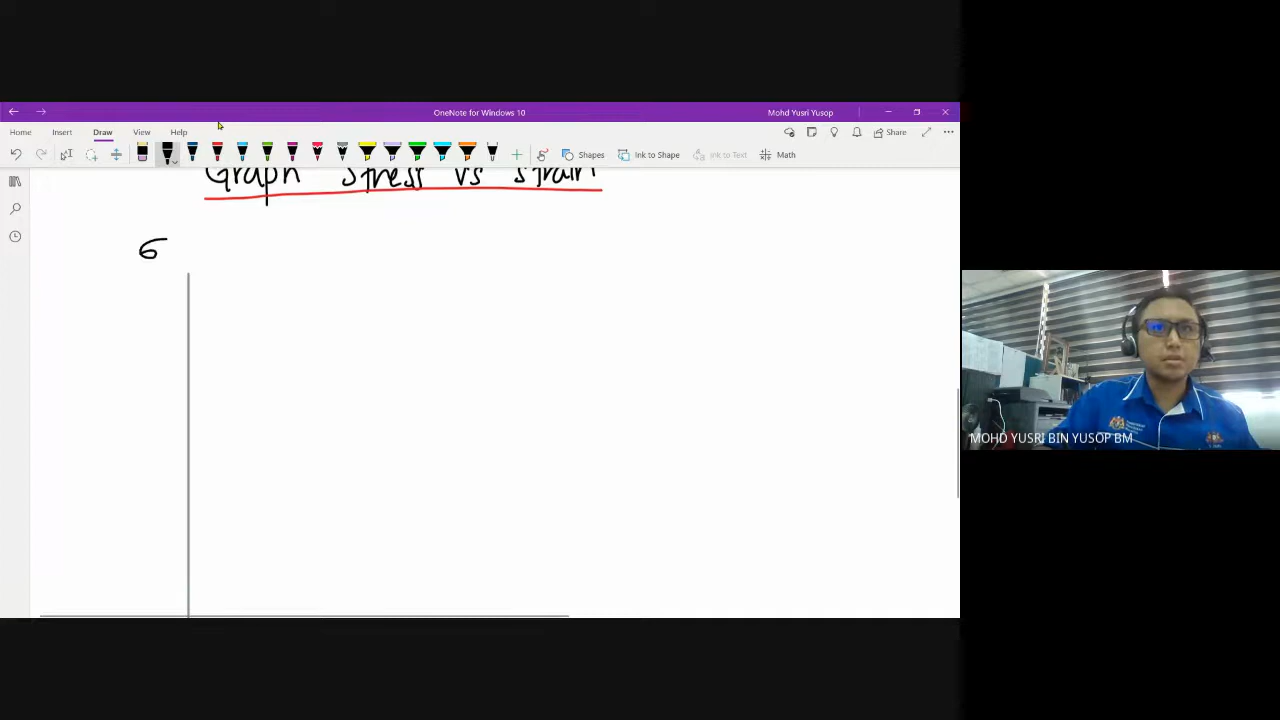 OneNote for Windows 10
Mohd Yusri Yusop
Home Insert Draw View Help
Share
Shapes Ink to Shape Ink to Text Math
Graph Stress vs Strain
σ
MOHD YUSRI BIN YUSOP BM